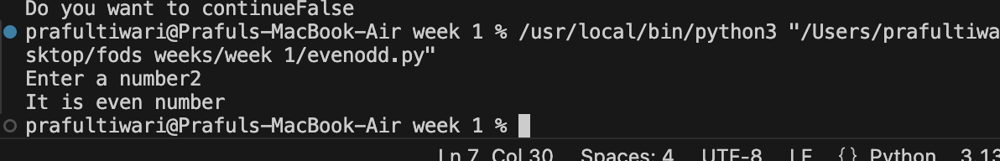 Do you want to continueFalse
prafultiwari@Prafuls-MacBook-Air week 1 % /usr/local/bin/python3 "/Users/prafultiwa
sktop/fods weeks/week 1/evenodd.py"
Enter a number2
It is even number
prafultiwari@Prafuls-MacBook-Air week 1 %
Ln 7, Col 30 Spaces: 4 UTF-8 LF {} Python 3.13